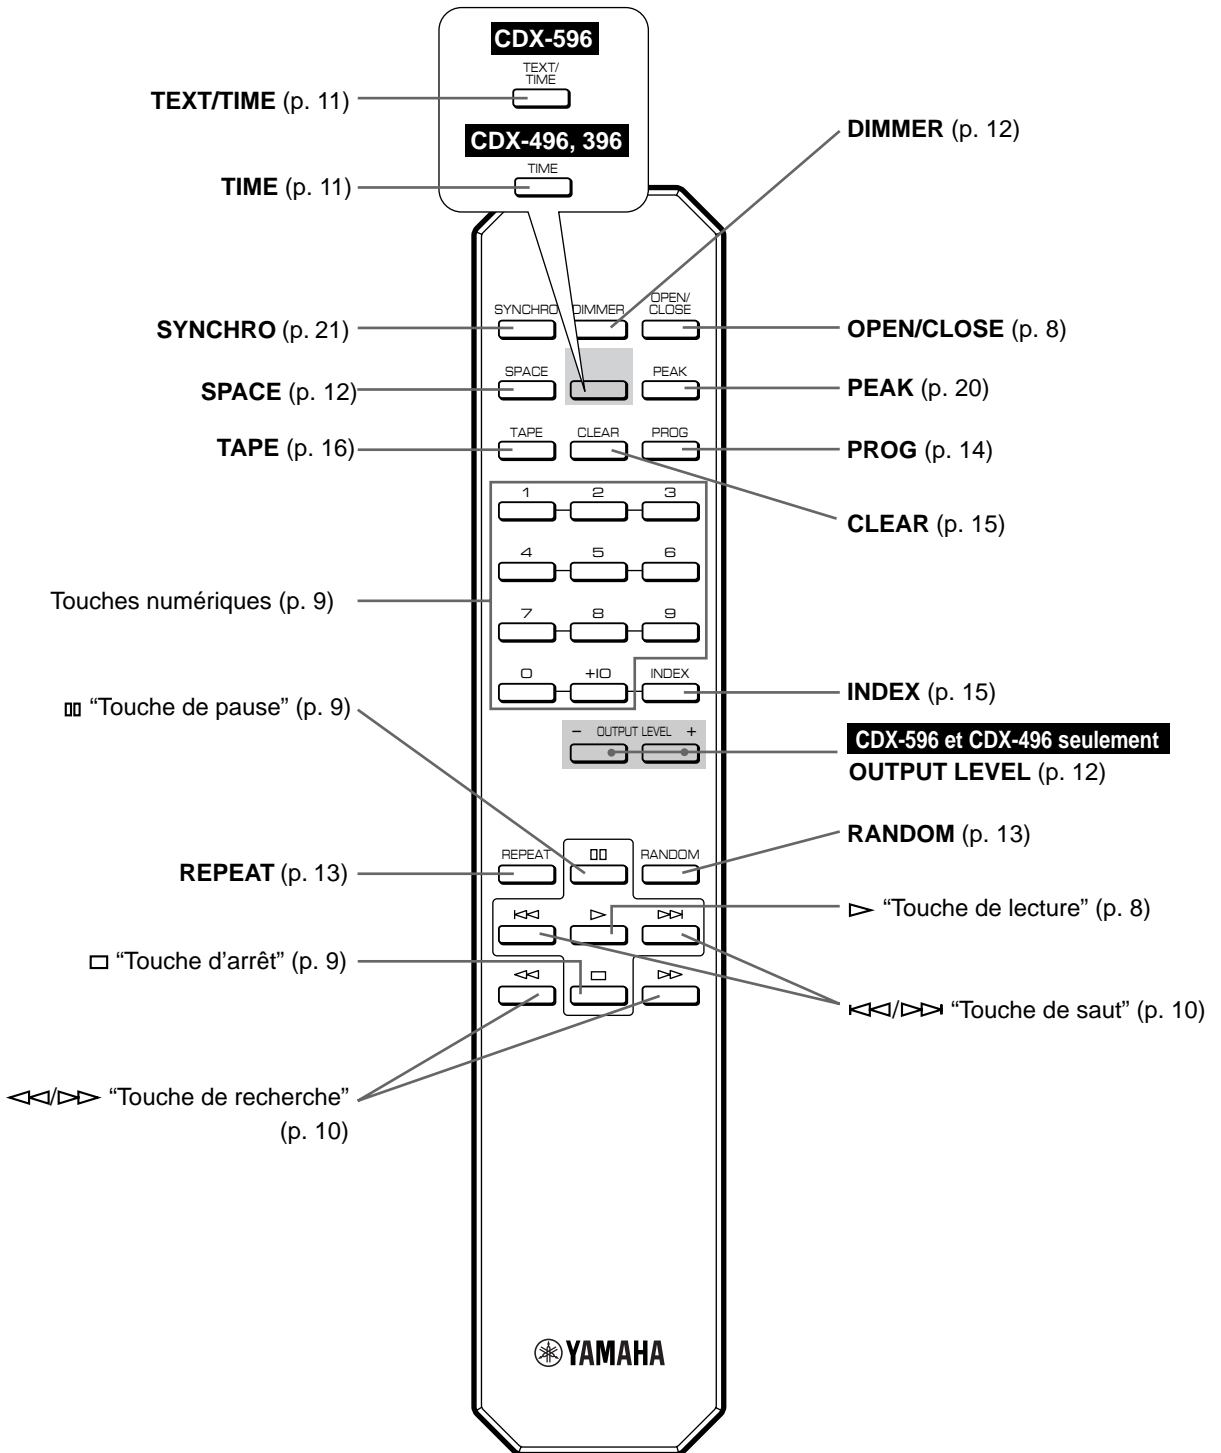 CDX-596
TEXT/
TIME
TEXT/TIME (p. 11)
CDX-496, 396
TIME
TIME (p. 11)
DIMMER (p. 12)
SYNCHRO DIMMER OPEN/
CLOSE
SYNCHRO (p. 21)
OPEN/CLOSE (p. 8)
SPACE PEAK
SPACE (p. 12)
PEAK (p. 20)
TAPE CLEAR PROG
TAPE (p. 16)
PROG (p. 14)
CLEAR (p. 15)
1 2 3
4 5 6
Touches numériques (p. 9)
7 8 9
0 +10 INDEX
INDEX (p. 15)
"Touche de pause" (p. 9)
– OUTPUT LEVEL +
CDX-596 et CDX-496 seulement
OUTPUT LEVEL (p. 12)
RANDOM (p. 13)
REPEAT RANDOM
REPEAT (p. 13)
▷ "Touche de lecture" (p. 8)
□ "Touche d'arrêt" (p. 9)
"Touche de saut" (p. 10)
"Touche de recherche"
(p. 10)
YAMAHA